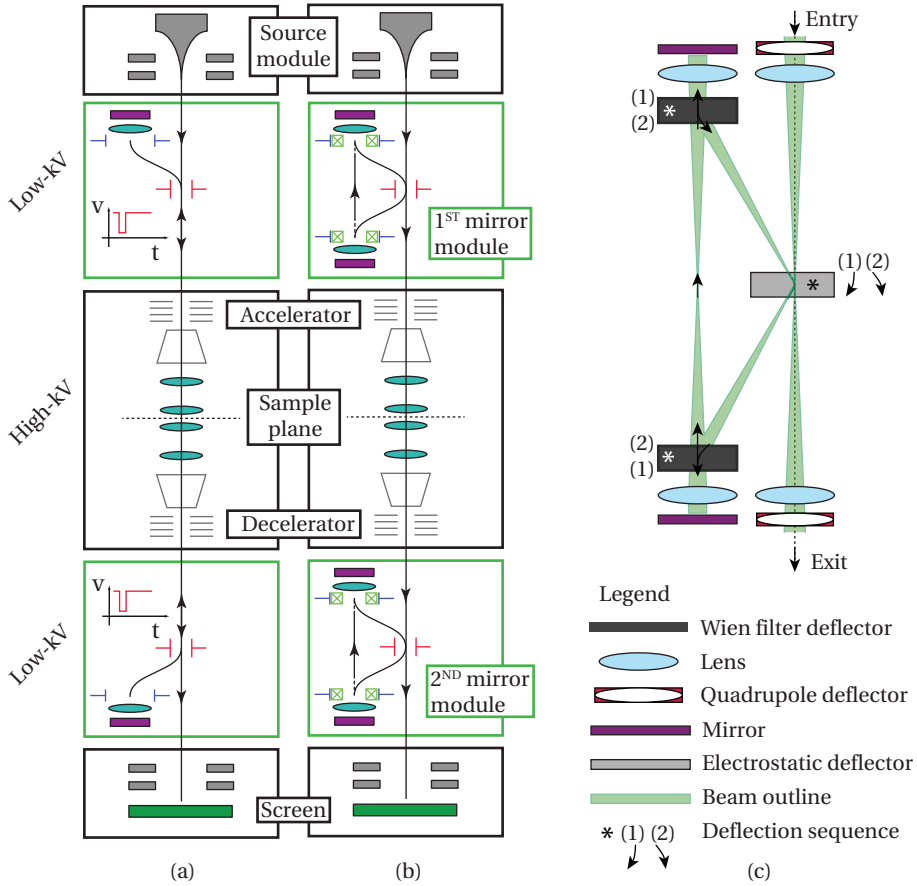 Source
module
Low-kV
V
t
1ST mirror
module
Accelerator
High-kV
Sample
plane
Decelerator
Low-kV
V
t
2ND mirror
module
Screen
(a)
(b)
Entry
(1)
(2)
*
(1) (2)
*
(2)
(1)
*
Exit
Legend
Wien filter deflector
Lens
Quadrupole deflector
Mirror
Electrostatic deflector
Beam outline
* (1) (2) Deflection sequence
(c)